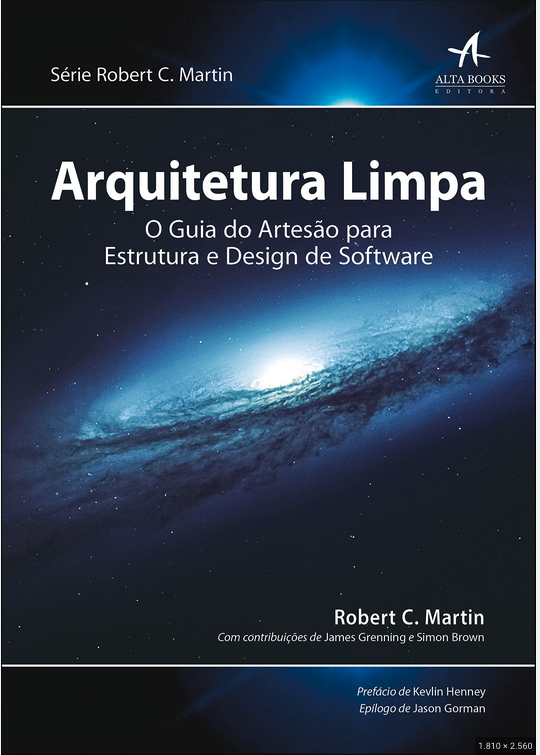 Série Robert C. Martin
ALTA BOOKS
EDITORA
Arquitetura Limpa
O Guia do Artesão para
Estrutura e Design de Software
Robert C. Martin
Com contribuições de James Grenning e Simon Brown
Prefácio de Kevlin Henney
Epílogo de Jason Gorman
1.810 × 2.560